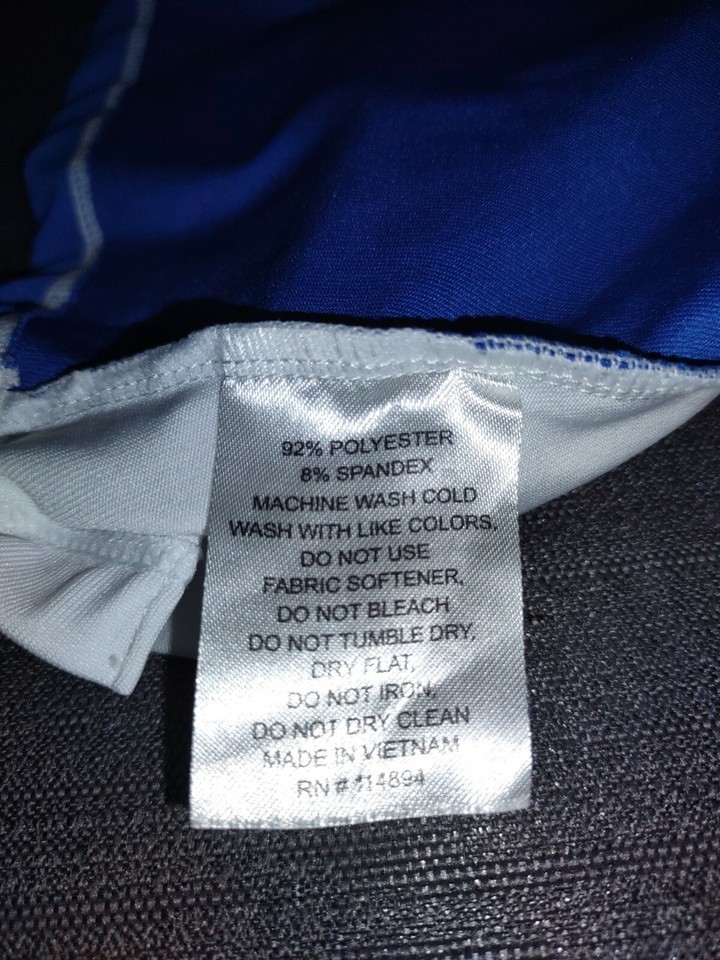 92% POLYESTER
8% SPANDEX
MACHINE WASH COLD
WASH WITH LIKE COLORS,
DO NOT USE
FABRIC SOFTENER,
DO NOT BLEACH
DO NOT TUMBLE DRY,
DRY FLAT,
DO NOT IRON,
DO NOT DRY CLEAN
MADE IN VIETNAM
RN # 114894